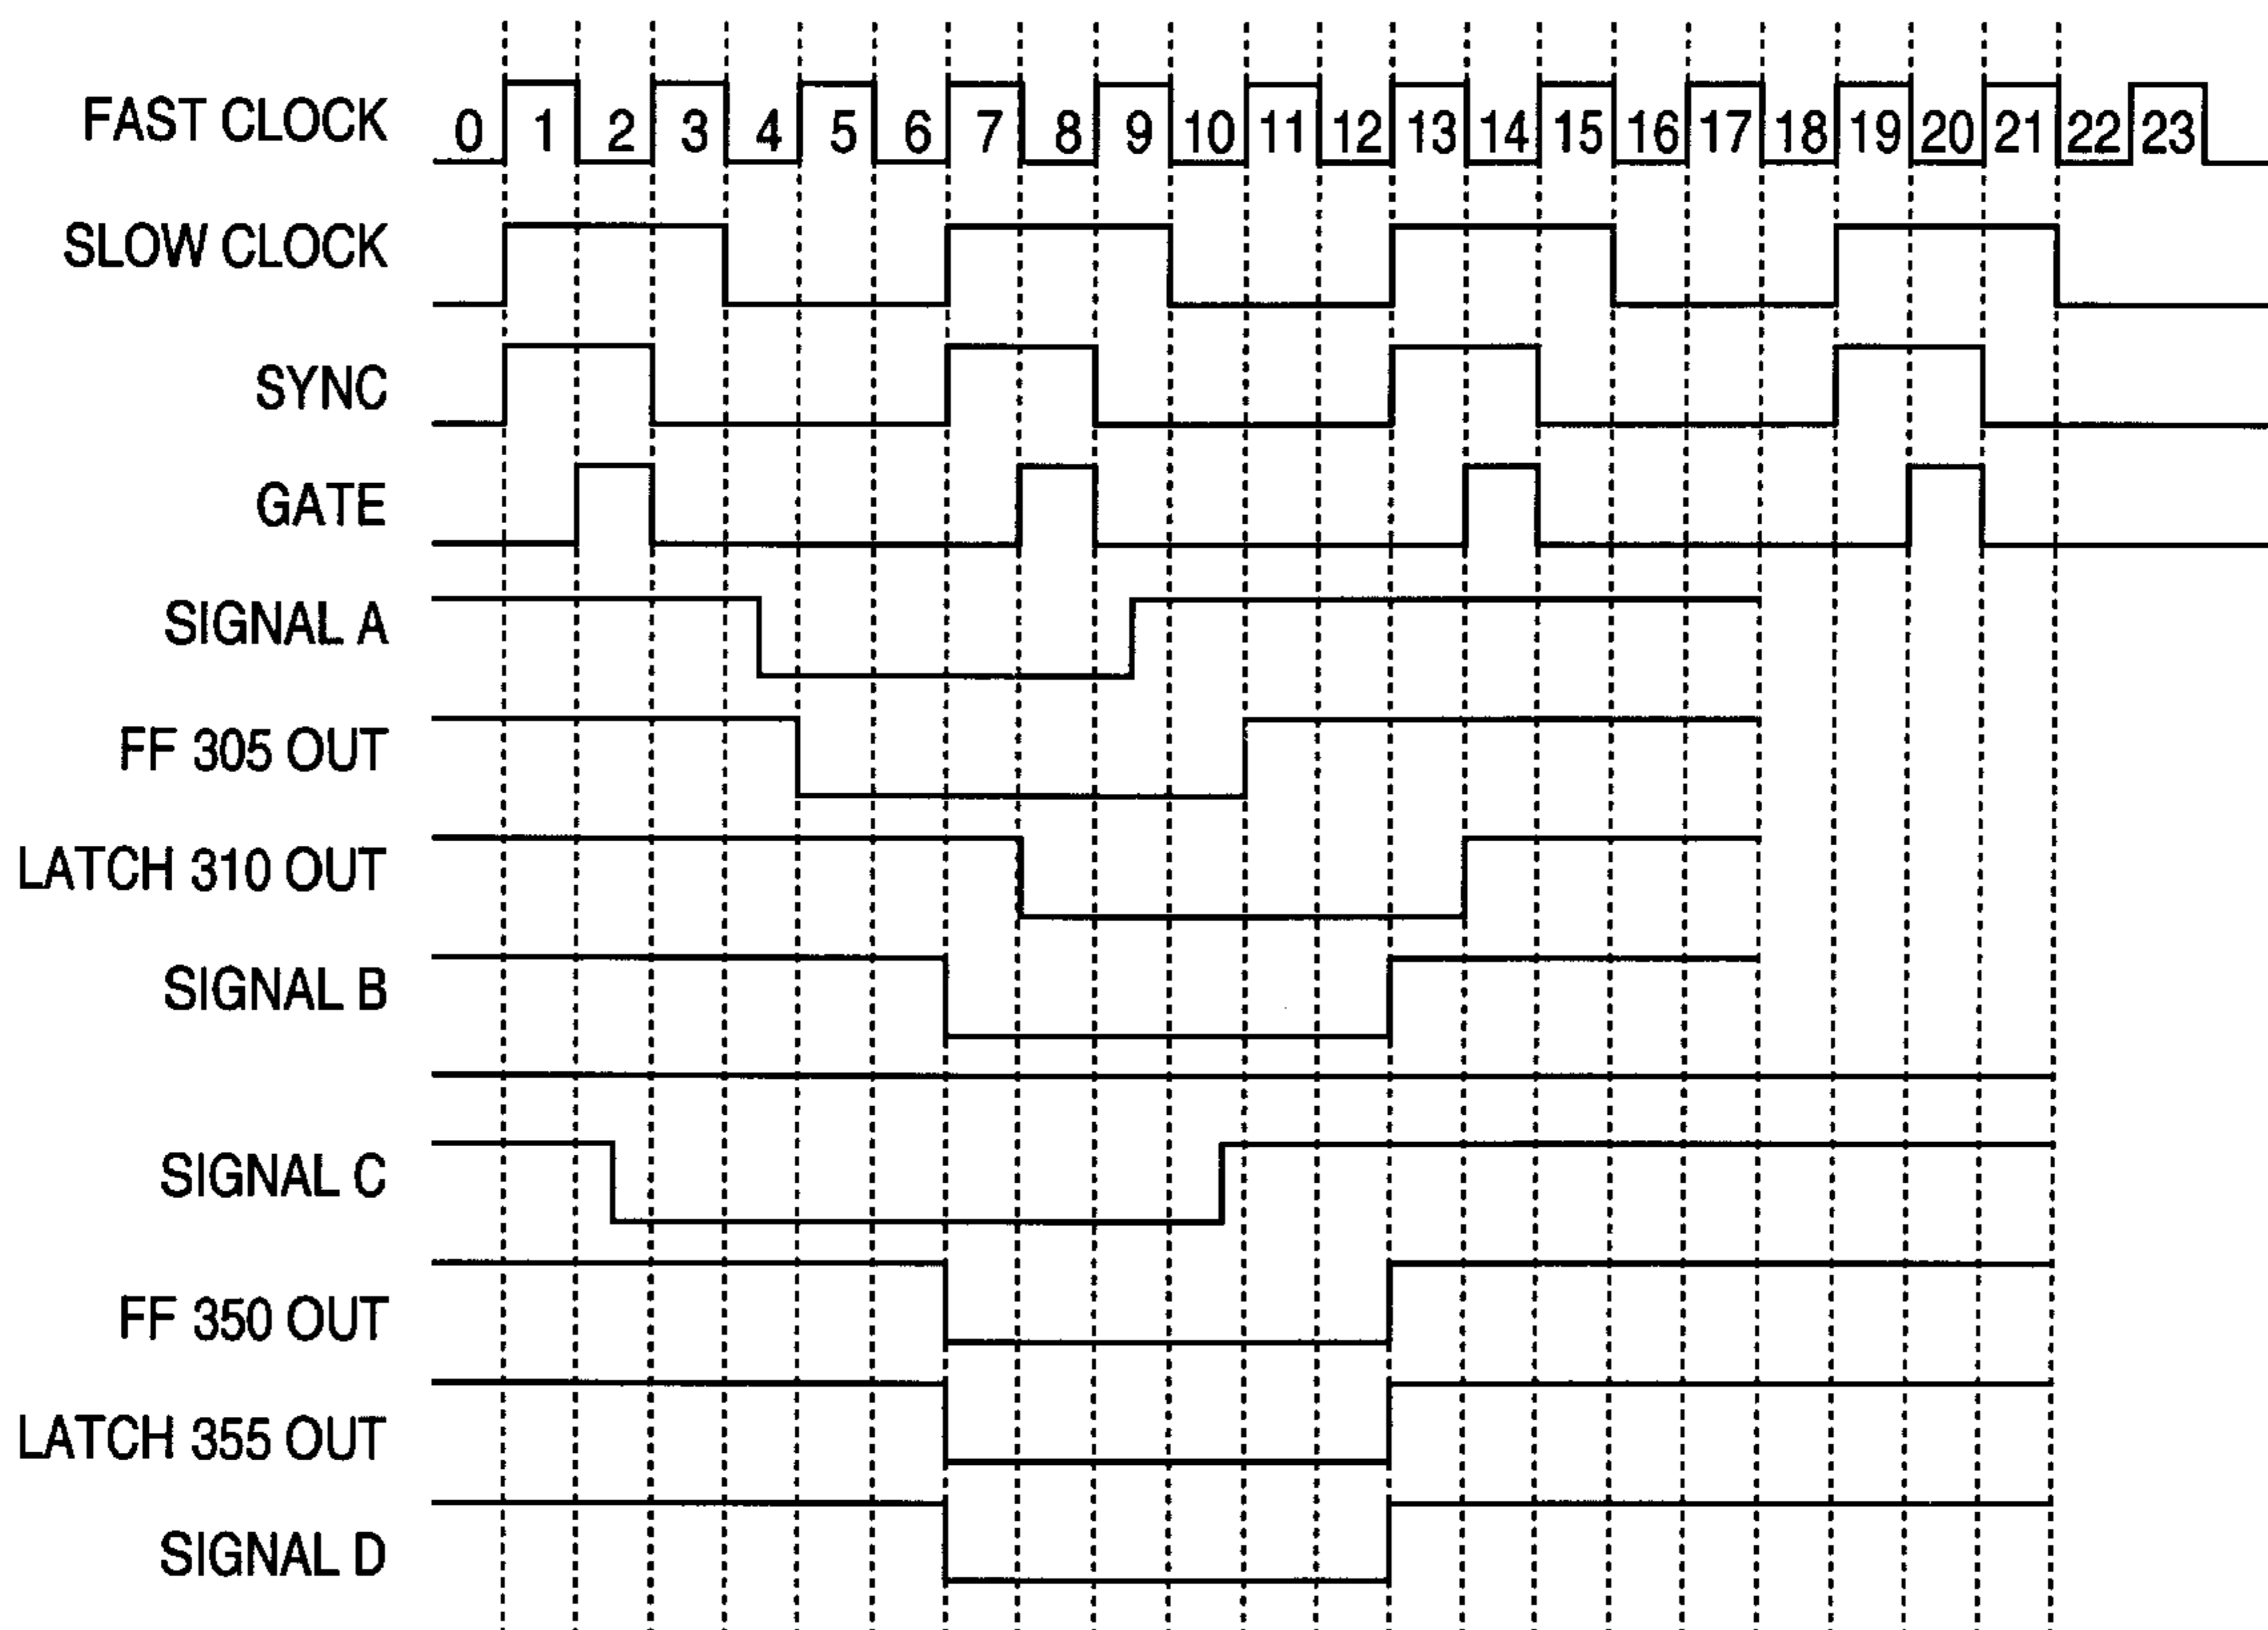 FAST CLOCK 0 1 2 3 4 5 6 7 8 9 10 11 12 13 14 15 16 17 18 19 20 21 22 23
SLOW CLOCK
SYNC
GATE
SIGNAL A
FF 305 OUT
LATCH 310 OUT
SIGNAL B
SIGNAL C
FF 350 OUT
LATCH 355 OUT
SIGNAL D